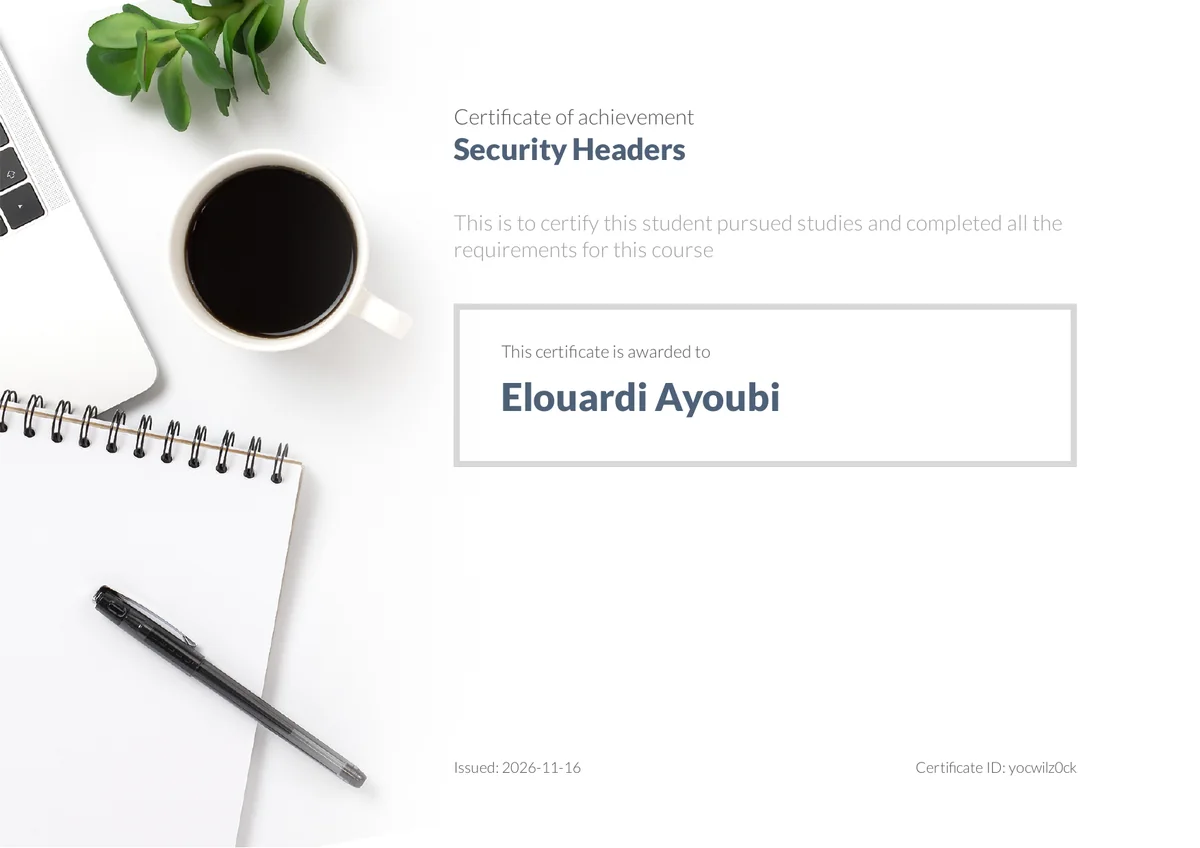 Certificate of achievement
Security Headers
This is to certify this student pursued studies and completed all the
requirements for this course
This certificate is awarded to
Elouardi Ayoubi
Issued: 2026-11-16
Certificate ID: yocwilz0ck